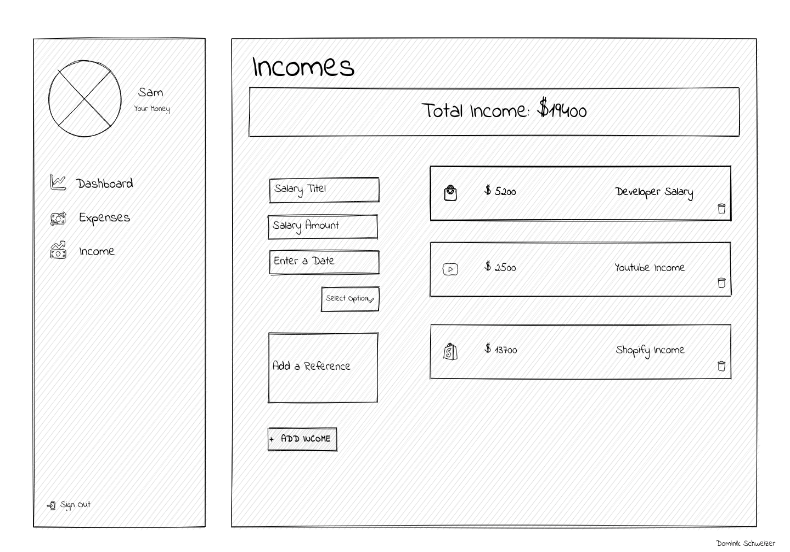 Sam
Your Money
Dashboard
Expenses
Income
Sign Out
Incomes
Total Income: $19400
Salary Titel
Salary Amount
Enter a Date
Select Option
Add a Reference
+ ADD INCOME
$ 5200
Developer Salary
$ 2500
Youtube Income
$ 13700
Shopify Income
Dominik Schweizer